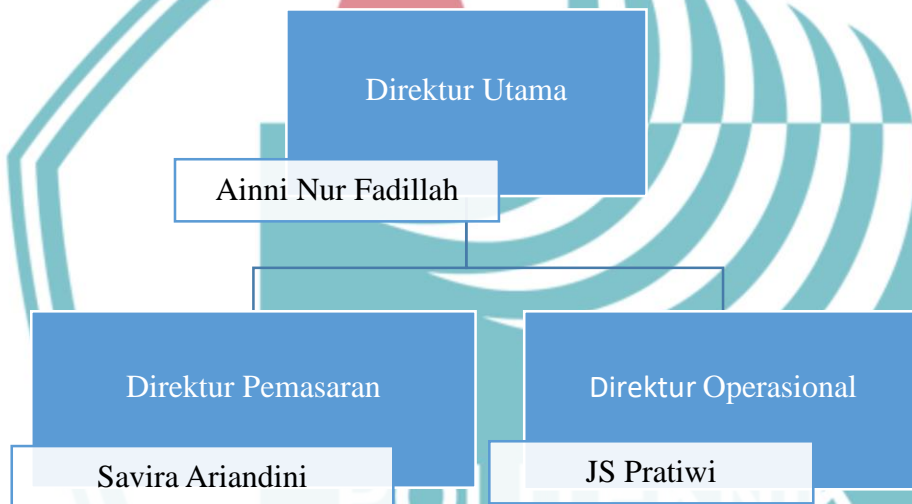 Direktur Utama
Ainni Nur Fadillah
Direktur Pemasaran
Direktur Operasional
Savira Ariandini
JS Pratiwi